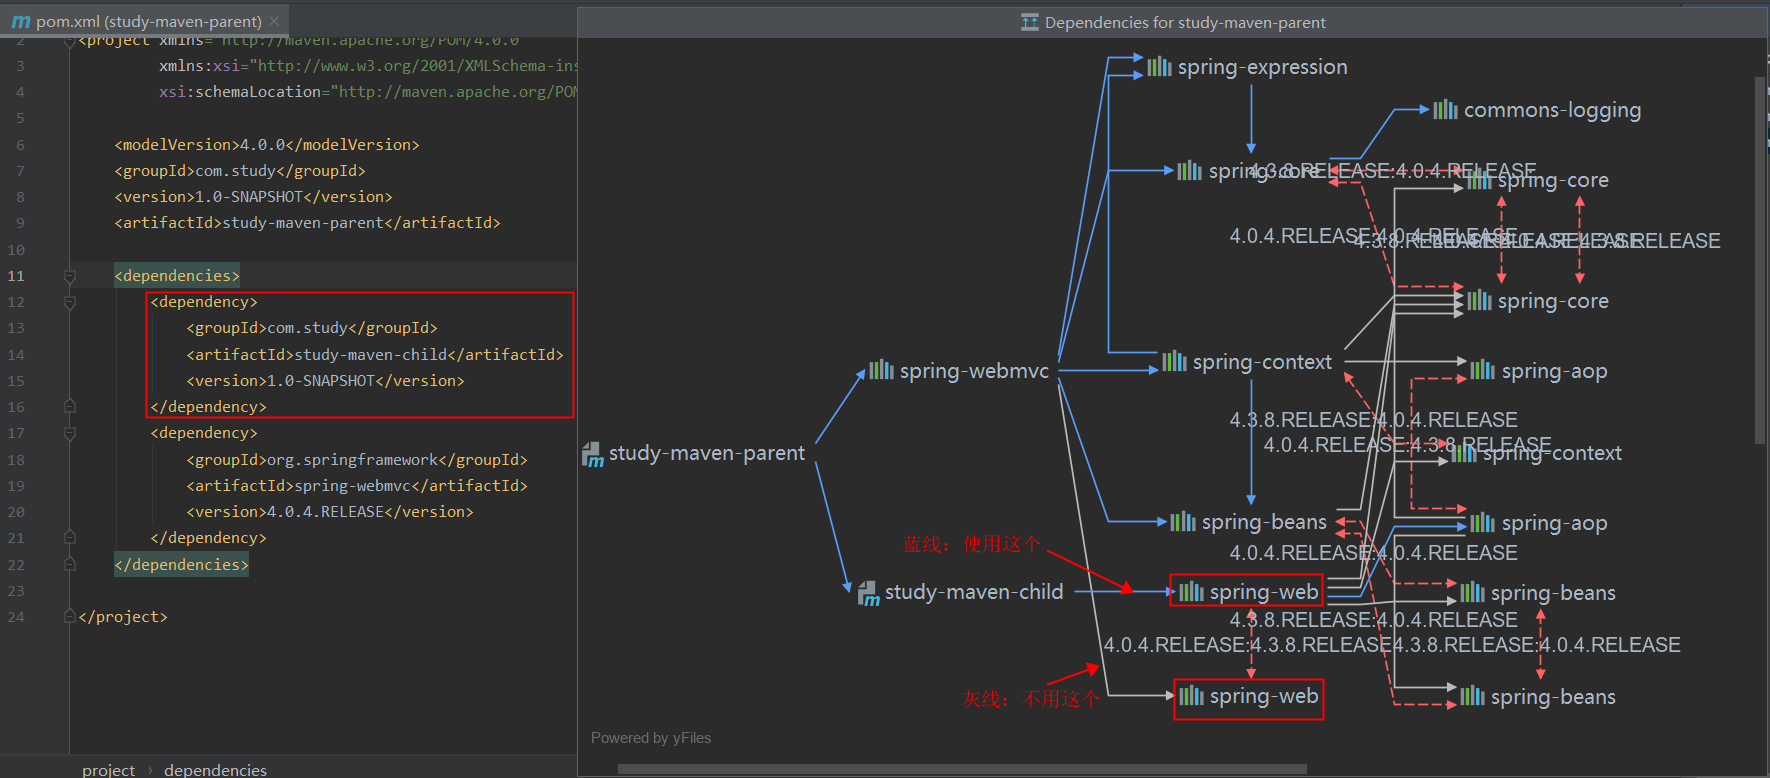 pom.xml (study-maven-parent)
2 <project xmlns="http://maven.apache.org/POM/4.0.0"
3 xmlns:xsi="http://www.w3.org/2001/XMLSchema-ins
4 xsi:schemaLocation="http://maven.apache.org/POM
5
6 <modelVersion>4.0.0</modelVersion>
7 <groupId>com.study</groupId>
8 <version>1.0-SNAPSHOT</version>
9 <artifactId>study-maven-parent</artifactId>
10
11 <dependencies>
12 <dependency>
13 <groupId>com.study</groupId>
14 <artifactId>study-maven-child</artifactId>
15 <version>1.0-SNAPSHOT</version>
16 </dependency>
17 <dependency>
18 <groupId>org.springframework</groupId>
19 <artifactId>spring-webmvc</artifactId>
20 <version>4.0.4.RELEASE</version>
21 </dependency>
22 </dependencies>
23
24 </project>
project › dependencies
Dependencies for study-maven-parent
spring-expression
commons-logging
spring-core
4.3.8.RELEASE:4.0.4.RELEASE
spring-core
4.0.4.RELEASE:4.0.4.RELEASE
4.3.8.RELEASE
spring-core
spring-webmvc
spring-context
spring-aop
4.3.8.RELEASE:4.0.4.RELEASE
4.0.4.RELEASE:4.3.8.RELEASE
study-maven-parent
spring-context
spring-beans
spring-aop
蓝线：使用这个
4.0.4.RELEASE:4.0.4.RELEASE
study-maven-child
spring-web
spring-beans
4.3.8.RELEASE:4.0.4.RELEASE
4.0.4.RELEASE:4.3.8.RELEASE4.3.8.RELEASE:4.0.4.RELEASE
灰线：不用这个
spring-web
spring-beans
Powered by yFiles